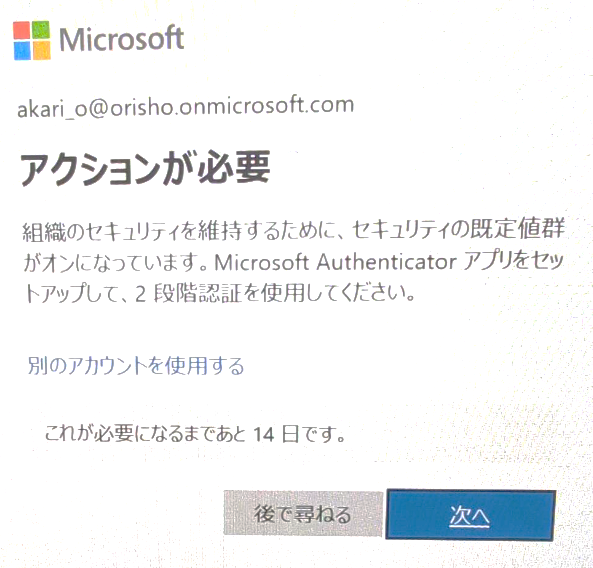 Microsoft
akari_o@orisho.onmicrosoft.com
アクションが必要
組織のセキュリティを維持するために、セキュリティの既定値群
がオンになっています。Microsoft Authenticator アプリをセッ
トアップして、2 段階認証を使用してください。
別のアカウントを使用する
これが必要になるまであと 14 日です。
後で尋ねる
次へ